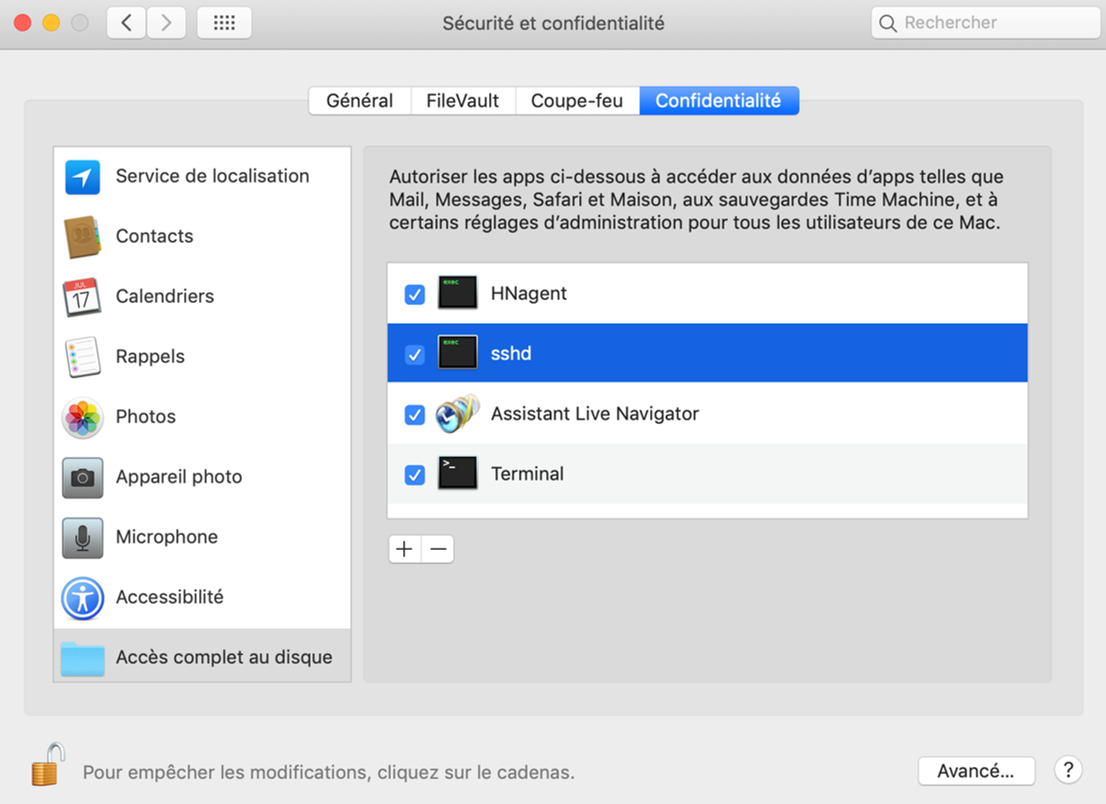 Sécurité et confidentialité
Rechercher
Général
FileVault
Coupe-feu
Confidentialité
Service de localisation
Contacts
JUL
17
Calendriers
Rappels
Photos
Appareil photo
Microphone
Accessibilité
Accès complet au disque
Autoriser les apps ci-dessous à accéder aux données d’apps telles que
Mail, Messages, Safari et Maison, aux sauvegardes Time Machine, et à
certains réglages d’administration pour tous les utilisateurs de ce Mac.
exec
HNagent
exec
sshd
Assistant Live Navigator
>_
Terminal
+ −
Pour empêcher les modifications, cliquez sur le cadenas.
Avancé...
?